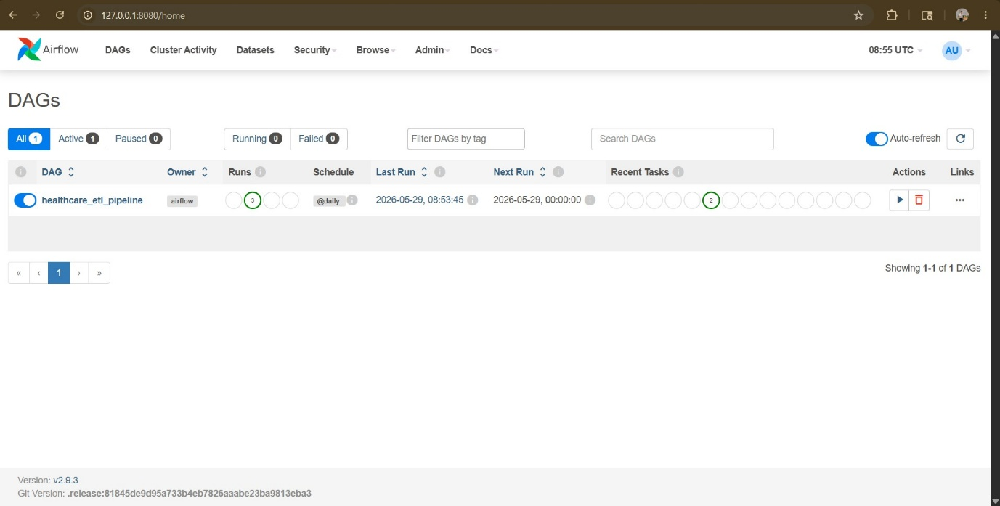 127.0.0.1:8080/home
Airflow DAGs Cluster Activity Datasets Security Browse Admin Docs 08:55 UTC AU
DAGs
All 1 Active 1 Paused 0 Running 0 Failed 0 Filter DAGs by tag Search DAGs Auto-refresh
DAG Owner Runs Schedule Last Run Next Run Recent Tasks Actions Links
healthcare_etl_pipeline airflow 3 @daily 2026-05-29, 08:53:45 2026-05-29, 00:00:00 2 ···
« ‹ 1 › » Showing 1-1 of 1 DAGs
Version: v2.9.3
Git Version: .release:81845de9d95a733b4eb7826aaabe23ba9813eba3